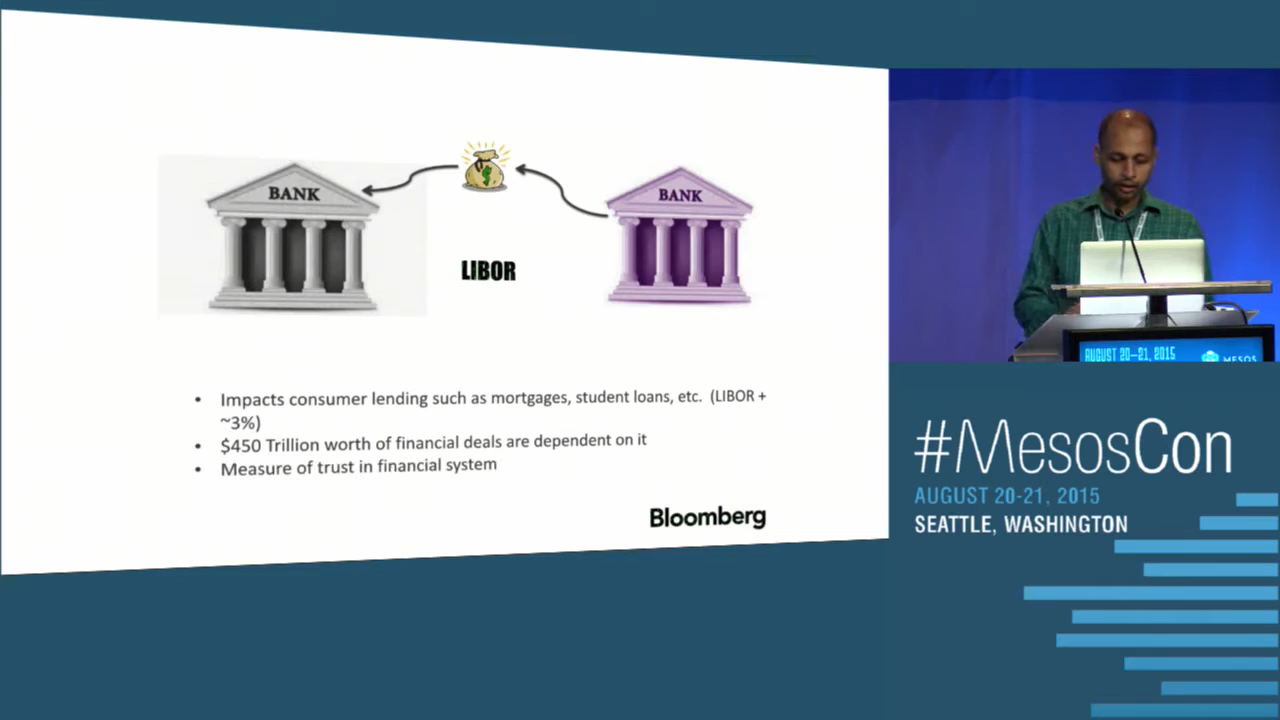 BANK
BANK
LIBOR
• Impacts consumer lending such as mortgages, student loans, etc. (LIBOR +
~3%)
• $450 Trillion worth of financial deals are dependent on it
• Measure of trust in financial system
Bloomberg
AUGUST 20-21, 2015
MESOS
#MesosCon
AUGUST 20-21, 2015
SEATTLE, WASHINGTON